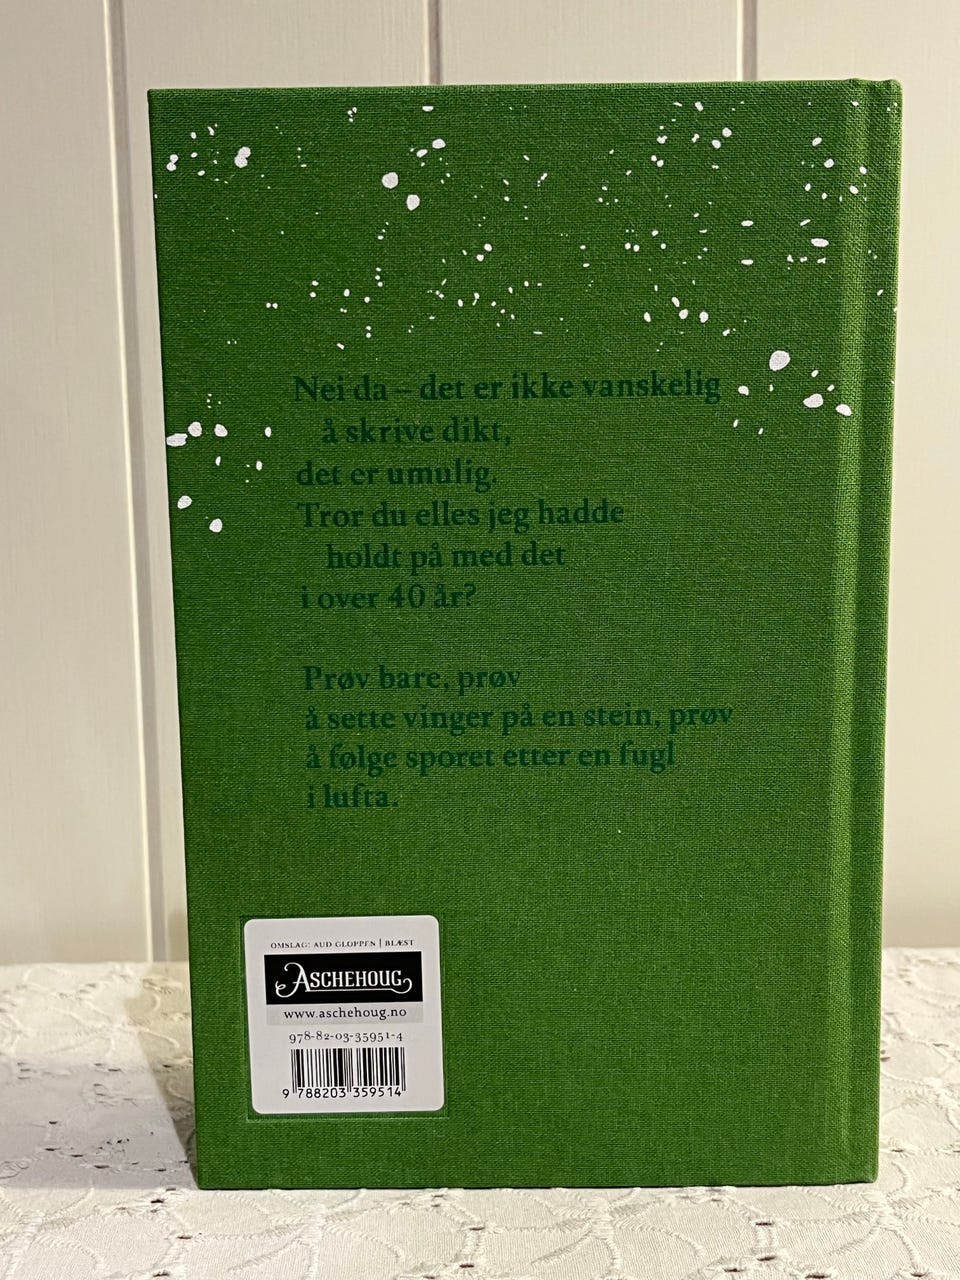 Nei da – det er ikke vanskelig
å skrive dikt,
det er umulig.
Tror du elles jeg hadde
holdt på med det
i over 40 år?
Prøv bare, prøv
å sette vinger på en stein, prøv
å følge sporet etter en fugl
i lufta.
OMSLAG: AUD GLOPPEN | BLÆST
ASCHEHOUG
www.aschehoug.no
978-82-03-35951-4
9 788203 359514